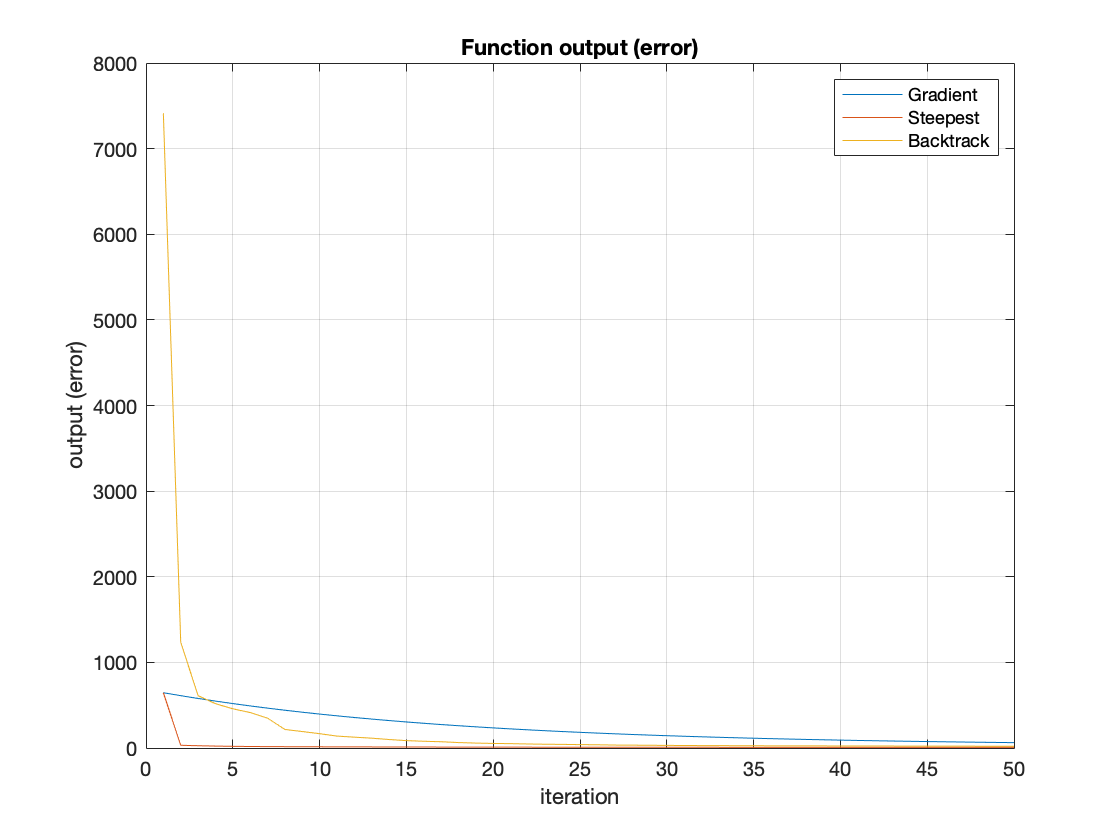 Function output (error)
8000
7000
6000
5000
4000
3000
2000
1000
0
output (error)
Gradient
Steepest
Backtrack
0 5 10 15 20 25 30 35 40 45 50
iteration